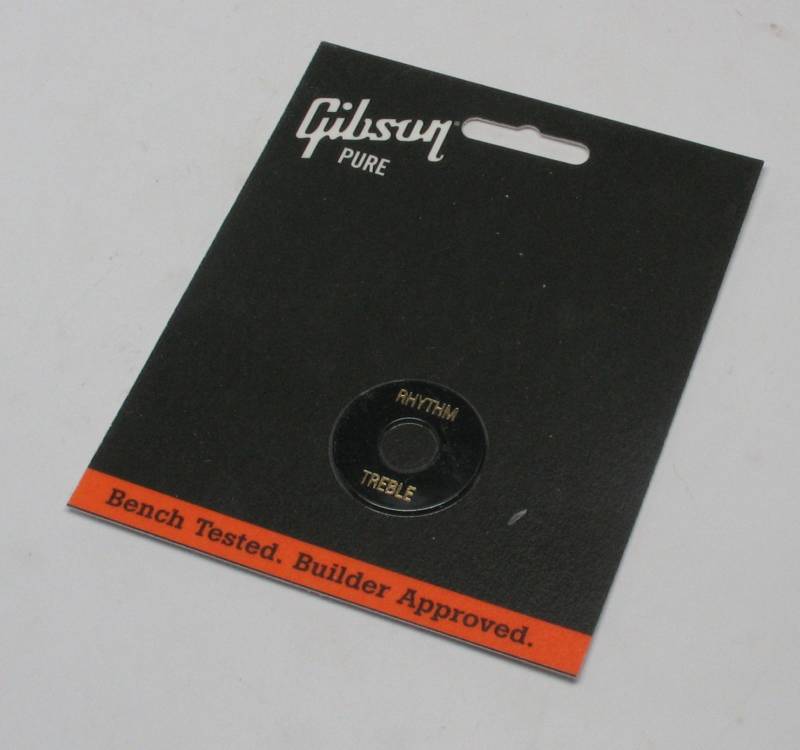 Gibson
PURE
RHYTHM
TREBLE
Bench Tested. Builder Approved.